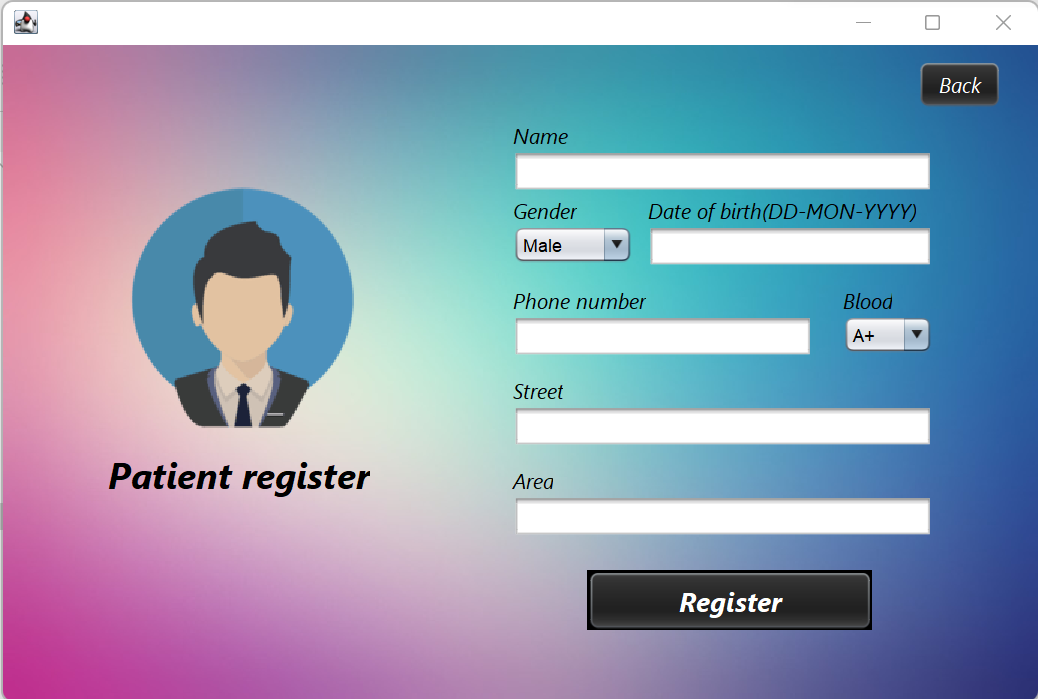 Back
Name
Gender Date of birth(DD-MON-YYYY)
Male
Phone number Blood
A+
Street
Patient register
Area
Register